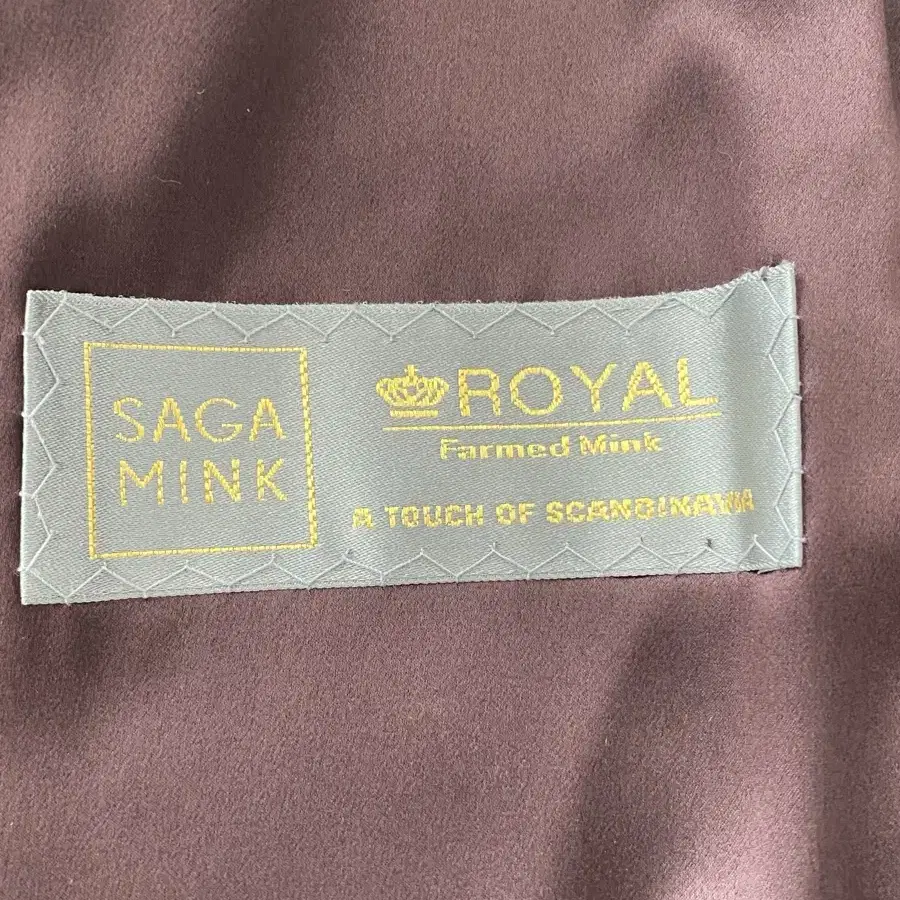 SAGA
MINK
ROYAL
Farmed Mink
A TOUCH OF SCANDINAVIA